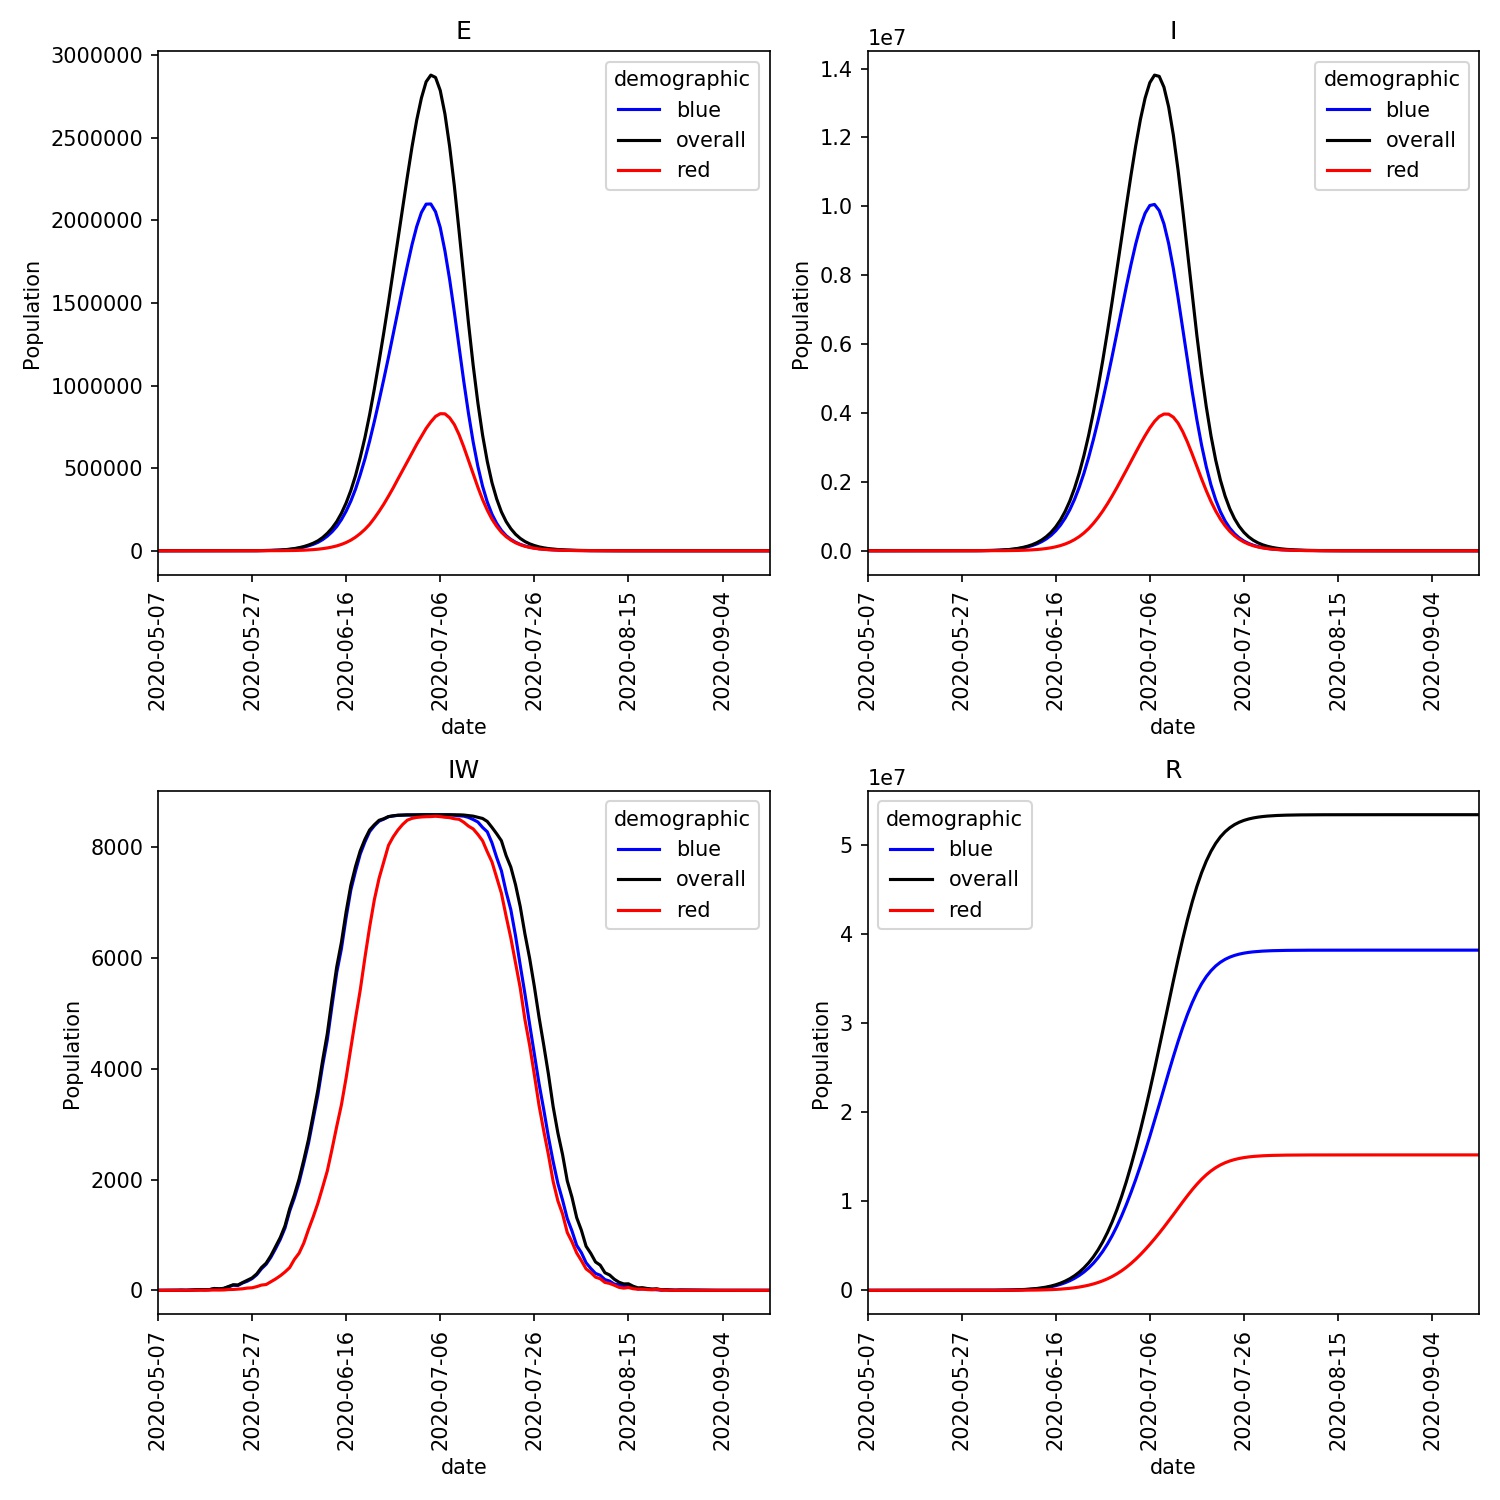 E
3000000
2500000
2000000
1500000
1000000
500000
0
Population
demographic
blue
overall
red
2020-05-07
2020-05-27
2020-06-16
2020-07-06
2020-07-26
2020-08-15
2020-09-04
date
I
1e7
1.4
1.2
1.0
0.8
0.6
0.4
0.2
0.0
Population
demographic
blue
overall
red
2020-05-07
2020-05-27
2020-06-16
2020-07-06
2020-07-26
2020-08-15
2020-09-04
date
IW
8000
6000
4000
2000
0
Population
demographic
blue
overall
red
2020-05-07
2020-05-27
2020-06-16
2020-07-06
2020-07-26
2020-08-15
2020-09-04
date
R
1e7
5
4
3
2
1
0
Population
demographic
blue
overall
red
2020-05-07
2020-05-27
2020-06-16
2020-07-06
2020-07-26
2020-08-15
2020-09-04
date